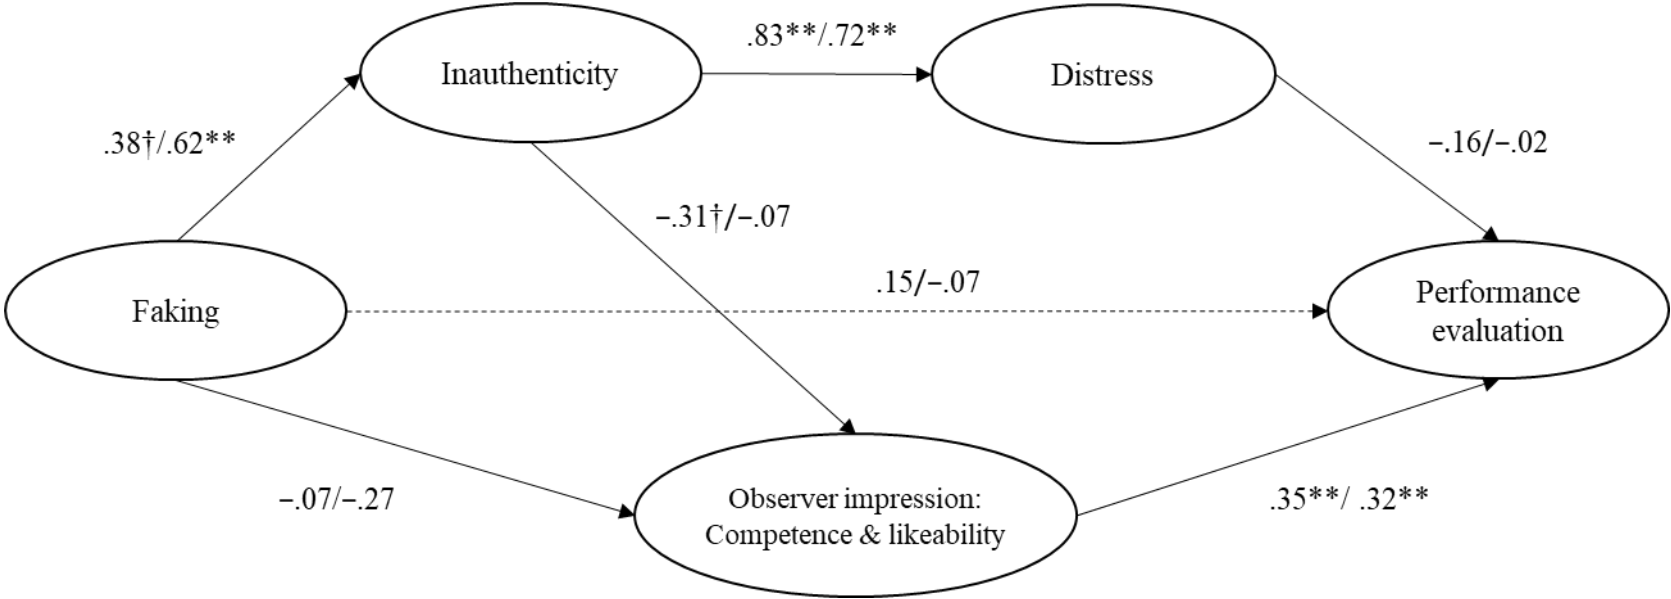 .83**/.72**
Inauthenticity
Distress
.38†/.62**
−.16/−.02
−.31†/−.07
.15/−.07
Faking
Performance
evaluation
−.07/−.27
Observer impression:
Competence & likeability
.35**/ .32**